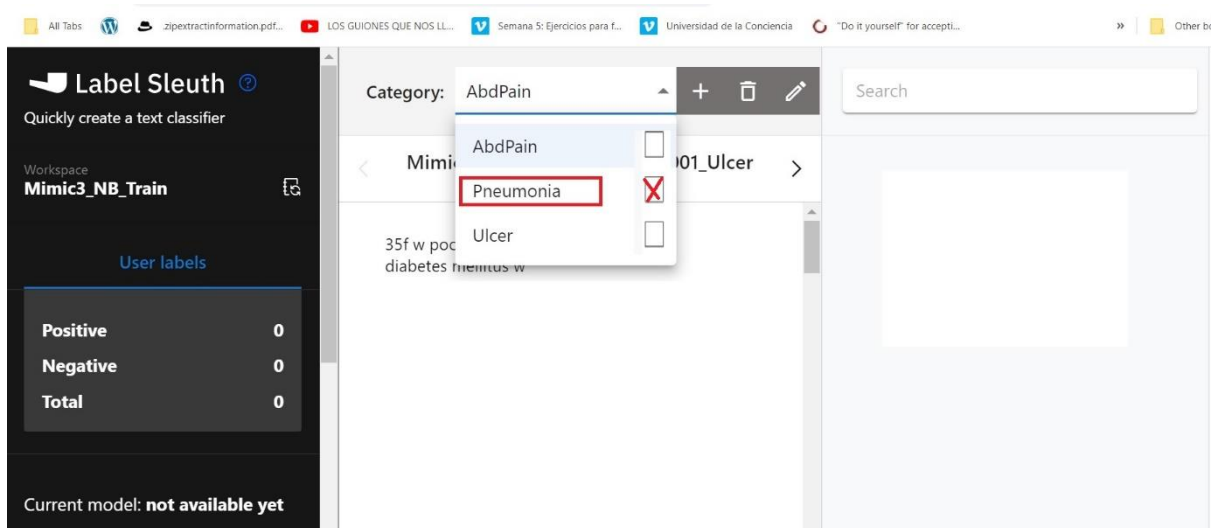 All Tabs
.zipextractinformation.pdf...
LOS GUIONES QUE NOS LL...
Semana 5: Ejercicios para f...
Universidad de la Conciencia
"Do it yourself" for accepti...
»
Other bo
Label Sleuth
Quickly create a text classifier
Workspace
Mimic3_NB_Train
User labels
Positive 0
Negative 0
Total 0
Current model: not available yet
Category: AbdPain
AbdPain
Pneumonia
Ulcer
Mimi 01_Ulcer
35f w poo
diabetes mellitus w
Search